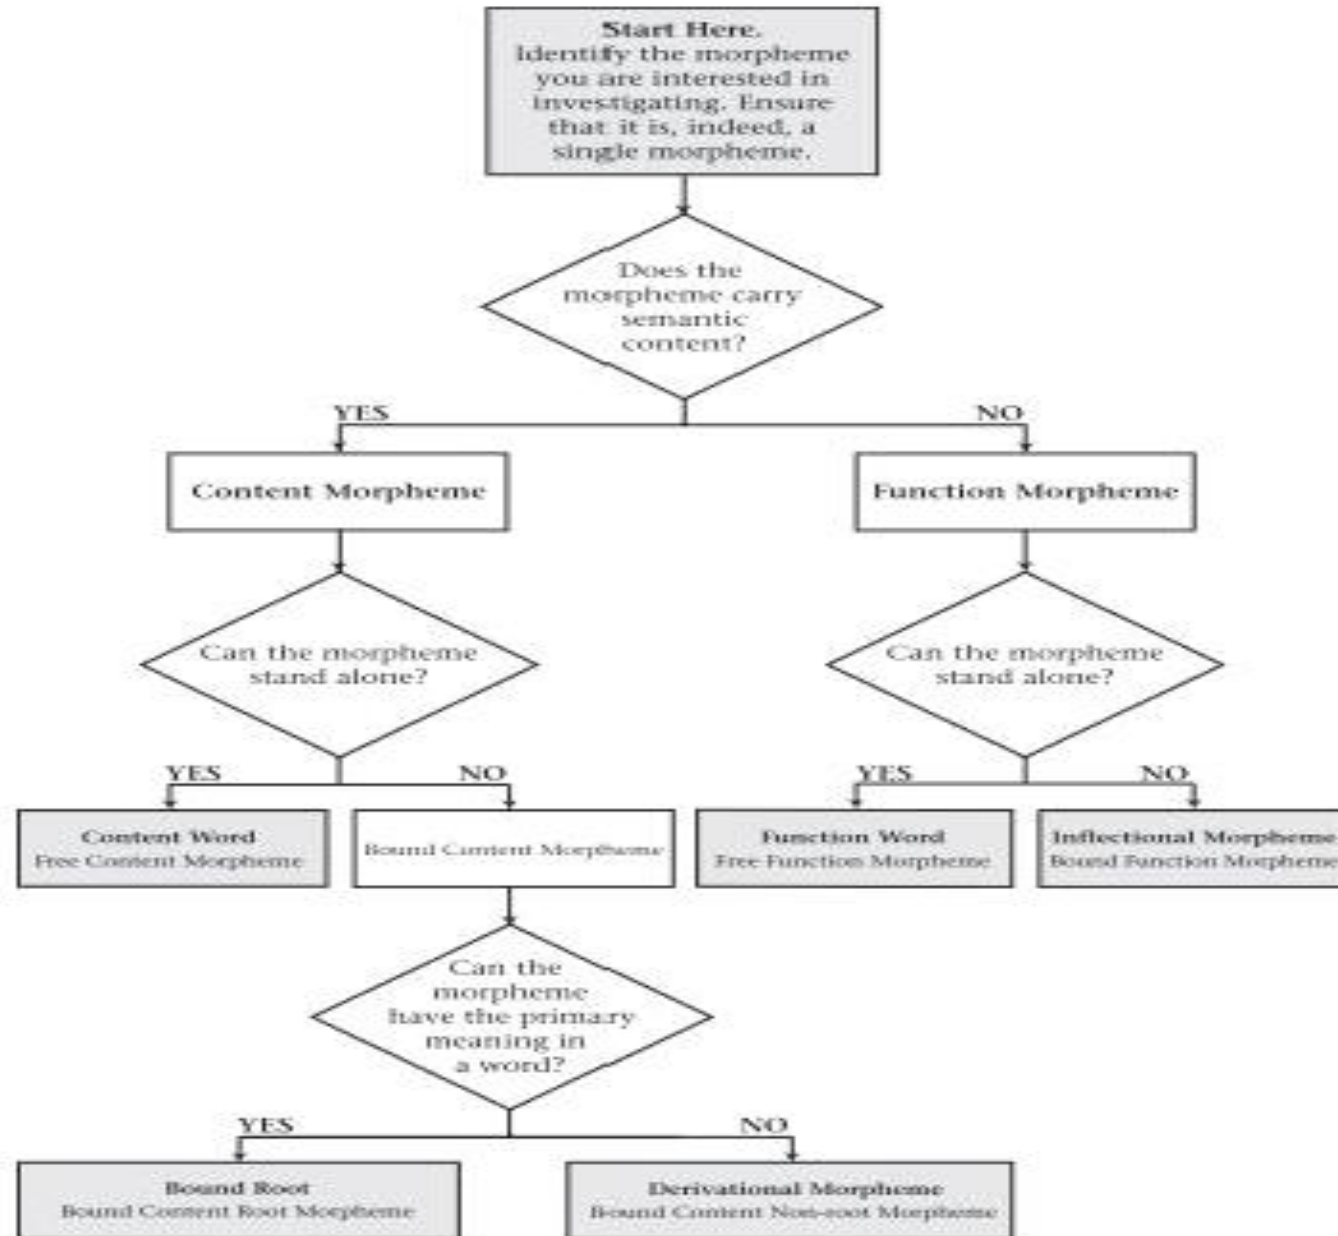 Start Here.
Identify the morpheme
you are interested in
investigating. Ensure
that it is, indeed, a
single morpheme.
Does the
morpheme carry
semantic
content?
YES
NO
Content Morpheme
Function Morpheme
Can the morpheme
stand alone?
Can the morpheme
stand alone?
YES
NO
YES
NO
Content Word
Free Content Morpheme
Bound Content Morpheme
Function Word
Free Function Morpheme
Inflectional Morpheme
Bound Function Morpheme
Can the
morpheme
have the primary
meaning in
a word?
YES
NO
Bound Root
Bound Content Root Morpheme
Derivational Morpheme
Bound Content Non-root Morpheme